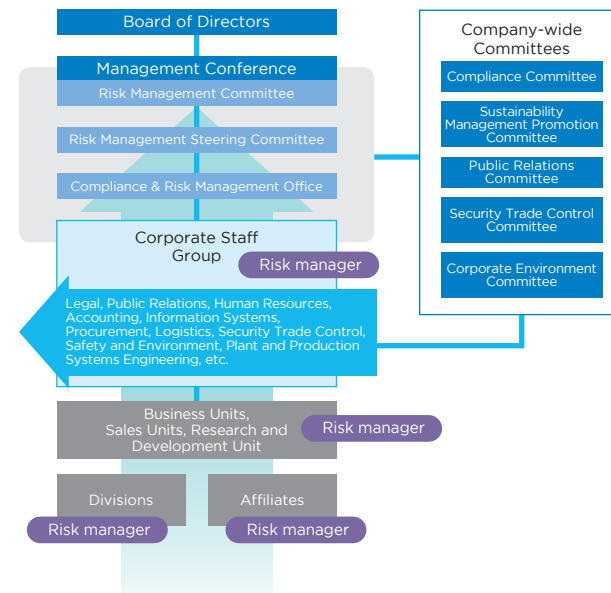 Board of Directors
Management Conference
Risk Management Committee
Risk Management Steering Committee
Compliance & Risk Management Office
Corporate Staff
Group
Risk manager
Legal, Public Relations, Human Resources,
Accounting, Information Systems,
Procurement, Logistics, Security Trade Control,
Safety and Environment, Plant and Production
Systems Engineering, etc.
Business Units,
Sales Units, Research and
Development Unit
Risk manager
Divisions
Risk manager
Affiliates
Risk manager
Company-wide
Committees
Compliance Committee
Sustainability
Management Promotion
Committee
Public Relations
Committee
Security Trade Control
Committee
Corporate Environment
Committee